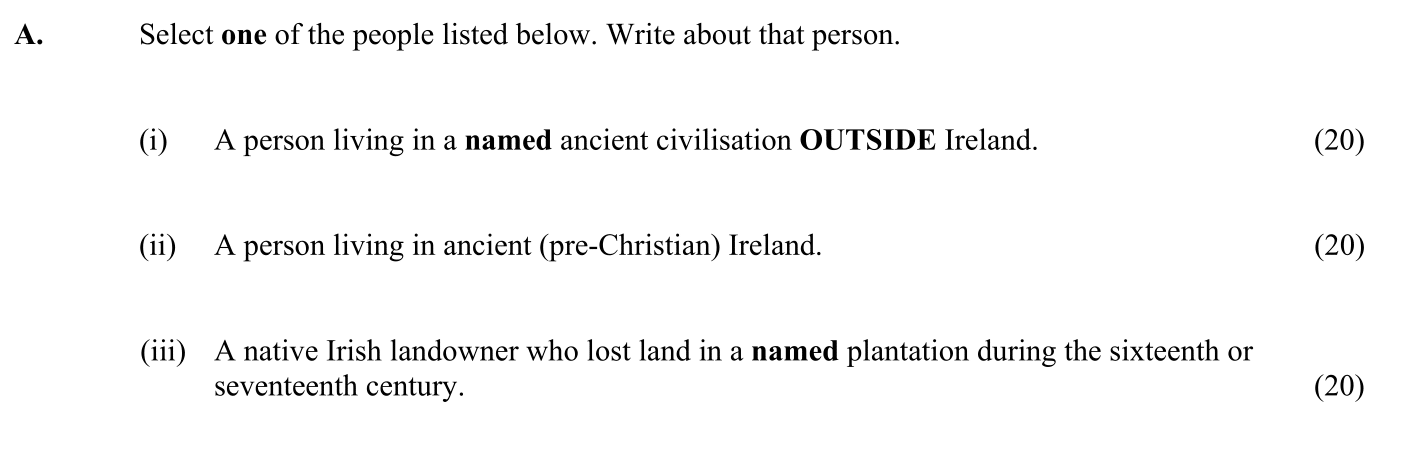 A. Select one of the people listed below. Write about that person.
(i) A person living in a named ancient civilisation OUTSIDE Ireland. (20)
(ii) A person living in ancient (pre-Christian) Ireland. (20)
(iii) A native Irish landowner who lost land in a named plantation during the sixteenth or
seventeenth century. (20)